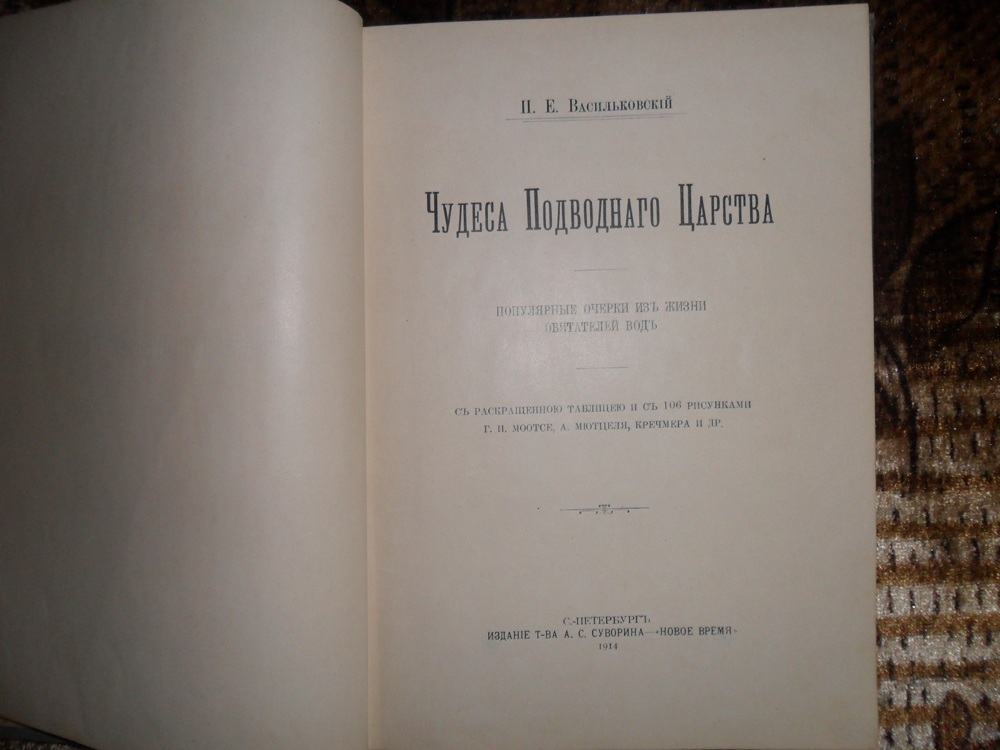 П. Е. Васильковскій
Чудеса Подводнаго Царства
ПОПУЛЯРНЫЕ ОЧЕРКИ ИЗЪ ЖИЗНИ
ОБИТАТЕЛЕЙ ВОДЪ
СЪ РАСКРАШЕННОЮ ТАБЛИЦЕЮ И СЪ 106 РИСУНКАМИ
Г. И. МООТСЕ, А. МЮТЦЕЛЯ, КРЕЧМЕРА И ДР.
С.-ПЕТЕРБУРГЪ
ИЗДАНІЕ Т-ВА А. С. СУВОРИНА—«НОВОЕ ВРЕМЯ»
1914